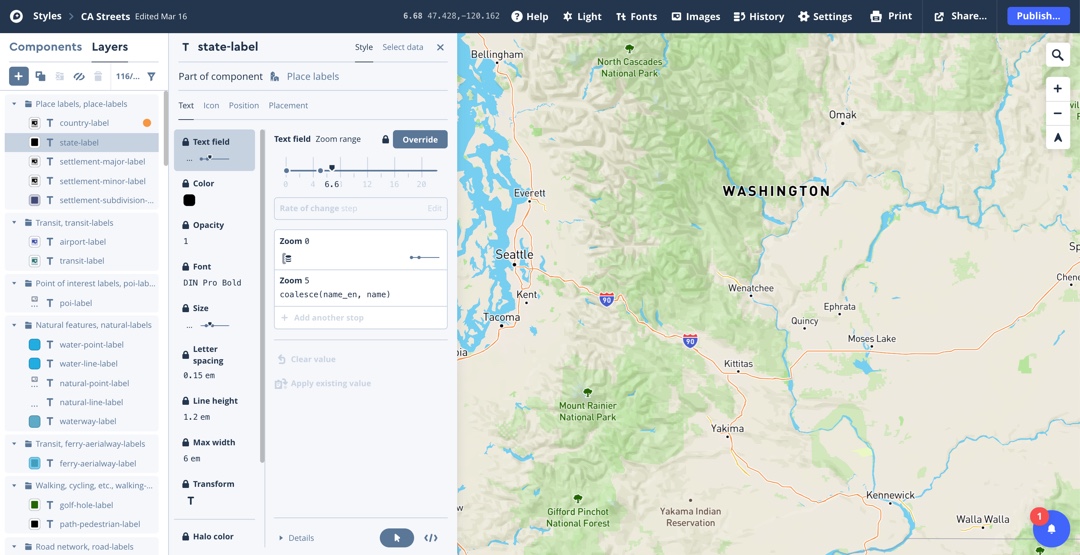 Styles
CA Streets
Edited Mar 16
6.68 47.428,-120.162
Help
Light
Fonts
Images
History
Settings
Print
Share...
Publish...
Components
Layers
116/...
Place labels, place-labels
country-label
state-label
settlement-major-label
settlement-minor-label
settlement-subdivision-...
Transit, transit-labels
airport-label
transit-label
Point of interest labels, poi-lab...
poi-label
Natural features, natural-labels
water-point-label
water-line-label
natural-point-label
natural-line-label
waterway-label
Transit, ferry-aerialway-labels
ferry-aerialway-label
Walking, cycling, etc., walking-...
golf-hole-label
path-pedestrian-label
Road network, road-labels
state-label
Style
Select data
Part of component
Place labels
Text
Icon
Position
Placement
Text field
...
Color
Opacity
1
Font
DIN Pro Bold
Size
...
Letter
spacing
0.15 em
Line height
1.2 em
Max width
6 em
Transform
Halo color
Text field
Zoom range
Override
0
4
6.6
12
16
20
Rate of change step
Edit
Zoom 0
Zoom 5
coalesce(name_en, name)
Add another stop
Clear value
Apply existing value
Details
Bellingham
North Cascades
National Park
Omak
WASHINGTON
Everett
Seattle
Kent
Tacoma
90
Wenatchee
Ephrata
Quincy
Moses Lake
90
Kittitas
Mount Rainier
National Park
Yakima
Gifford Pinchot
National Forest
Yakama Indian
Reservation
Kennewick
Walla Walla
Sp
Chene
1